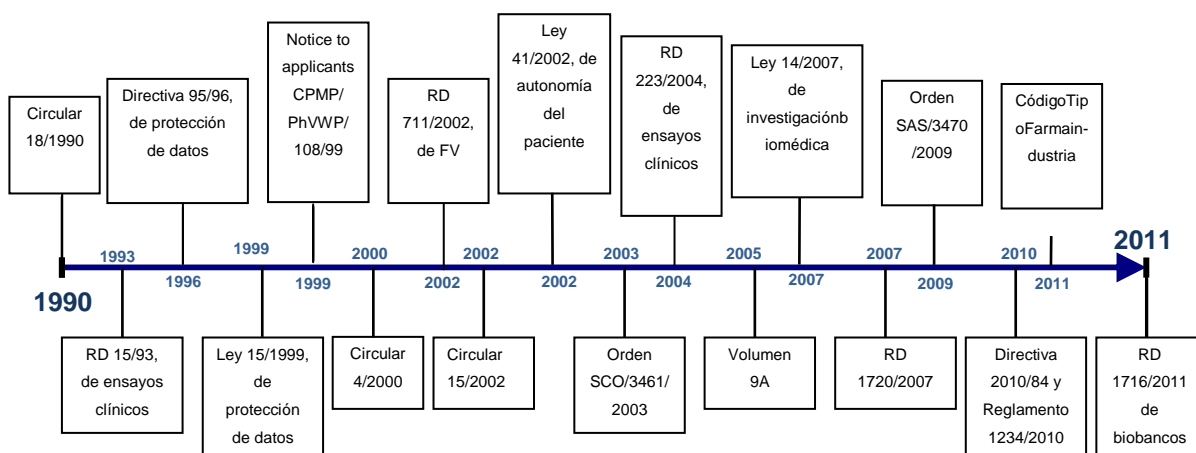 Circular
18/1990
Directiva 95/96,
de protección
de datos
Notice to
applicants
CPMP/
PhVWP/
108/99
RD
711/2002,
de FV
Ley
41/2002, de
autonomía
del
paciente
RD
223/2004,
de
ensayos
clínicos
Ley 14/2007,
de
investigaciónb
iomédica
Orden
SAS/3470
/2009
CódigoTip
oFarmain-
dustria
1993
1999
2000
2002
2003
2005
2007
2010
2011
1990
1996
1999
2002
2002
2004
2007
2009
2011
RD 15/93,
de ensayos
clínicos
Ley 15/1999,
de
protección
de datos
Circular
4/2000
Circular
15/2002
Orden
SCO/3461/
2003
Volumen
9A
RD
1720/2007
Directiva
2010/84 y
Reglamento
1234/2010
RD
1716/2011
de
biobancos